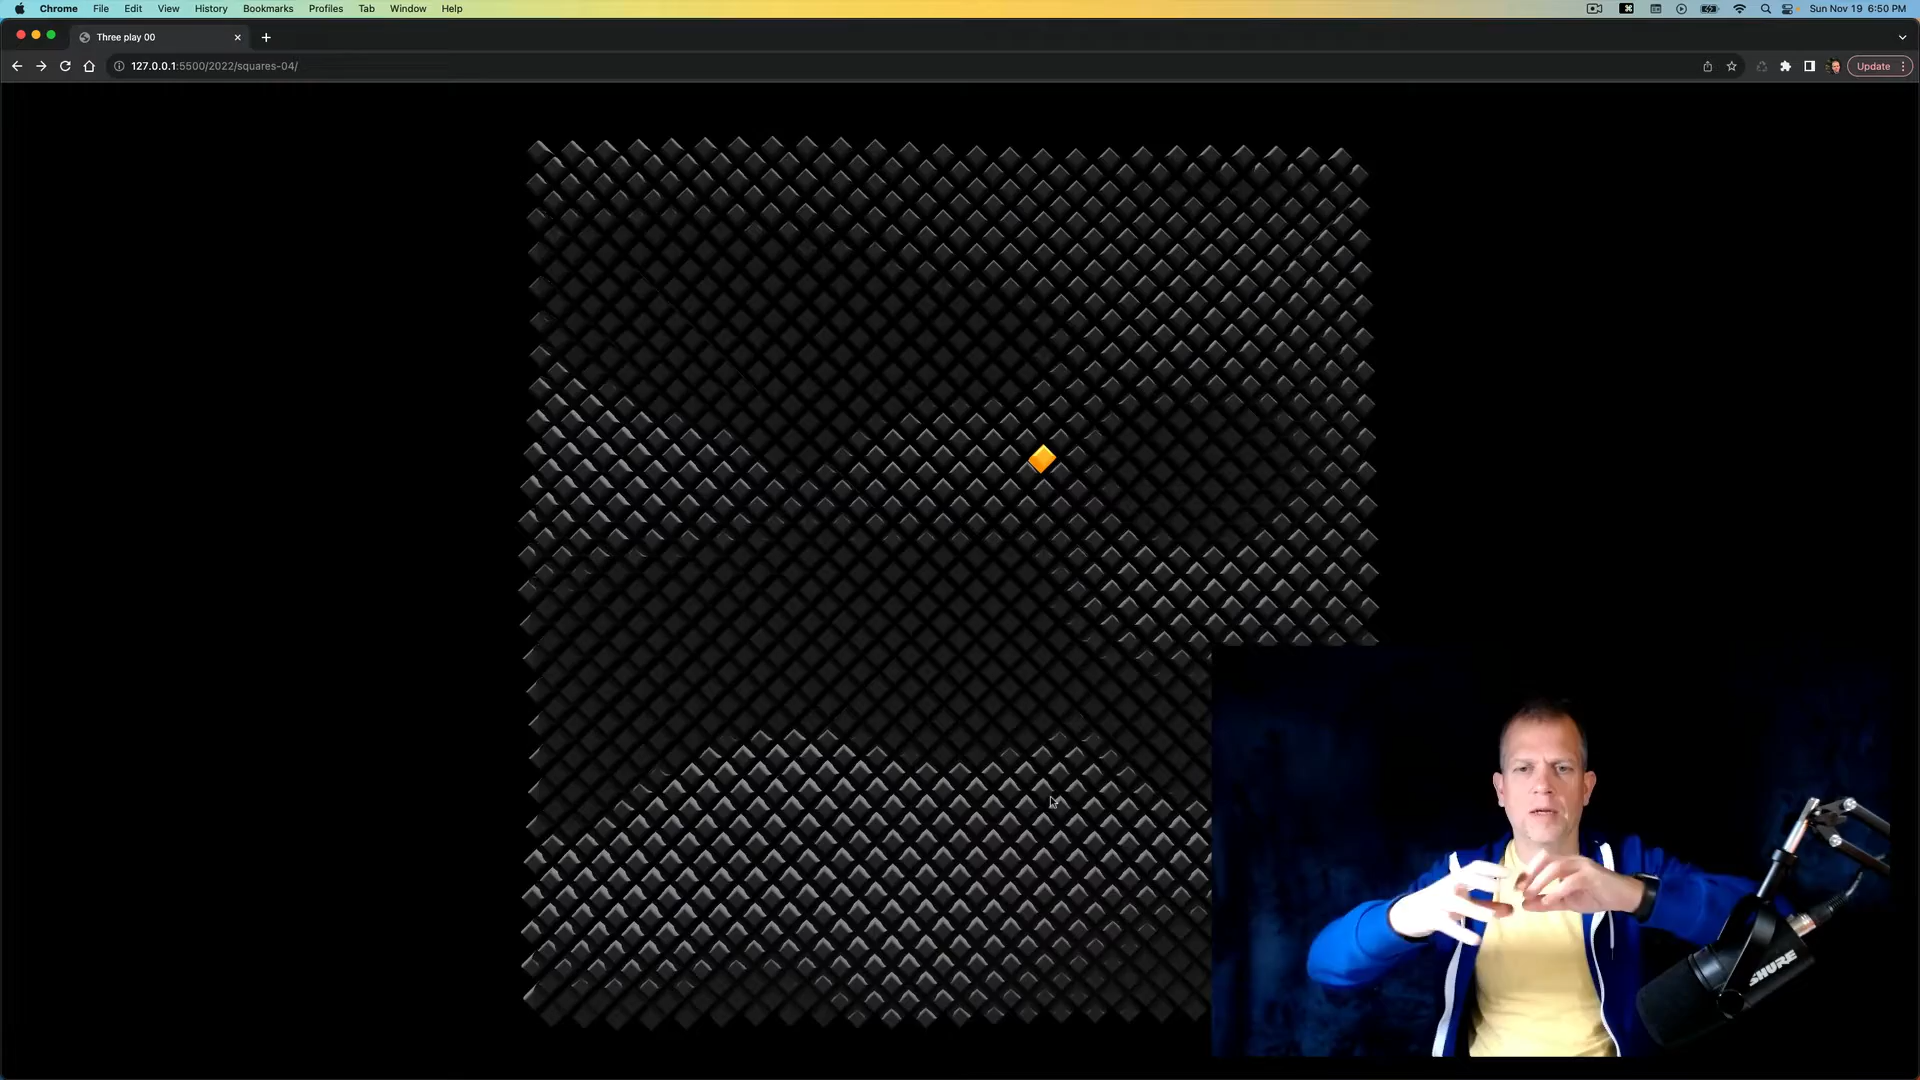 Chrome File Edit View History Bookmarks Profiles Tab Window Help
Sun Nov 19 6:50 PM
Three play 00
127.0.0.1:5500/2022/squares-04/
Update
SHURE